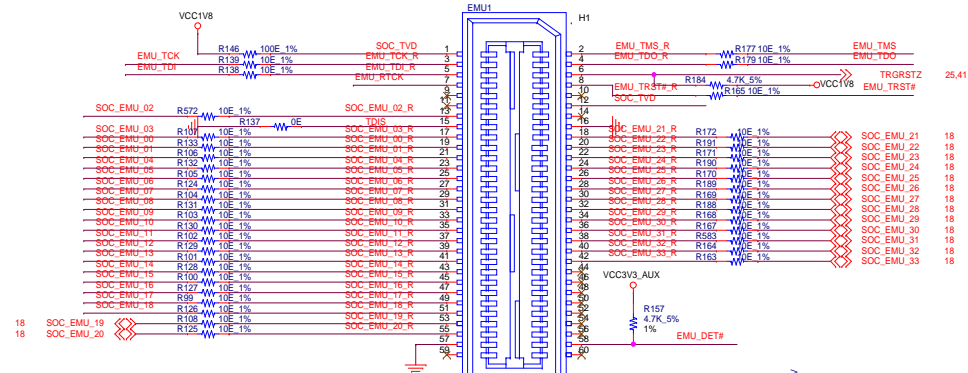 EMU1
VCC1V8
H1
R146 100E_1% SOC_TVD 1 2 EMU_TMS_R R177 10E_1% EMU_TMS
EMU_TCK R139 10E_1% EMU_TCK_R 3 4 EMU_TDO_R R179 10E_1% EMU_TDO
EMU_TDI R138 10E_1% EMU_TDI_R 5 6 TRGRSTZ 25,41
EMU_RTCK 7 8 R184 4.7K_5% VCC1V8
9 10 EMU_TRST#_R R165 10E_1% EMU_TRST#
11 12 SOC_TVD
SOC_EMU_02 R572 10E_1% SOC_EMU_02_R 13 14
R137 0E TDIS 15 16
SOC_EMU_03 R107 10E_1% SOC_EMU_03_R 17 18 SOC_EMU_21_R R172 10E_1% SOC_EMU_21 18
SOC_EMU_00 R133 10E_1% SOC_EMU_00_R 19 20 SOC_EMU_22_R R191 10E_1% SOC_EMU_22 18
SOC_EMU_01 R106 10E_1% SOC_EMU_01_R 21 22 SOC_EMU_23_R R171 10E_1% SOC_EMU_23 18
SOC_EMU_04 R132 10E_1% SOC_EMU_04_R 23 24 SOC_EMU_24_R R190 10E_1% SOC_EMU_24 18
SOC_EMU_05 R105 10E_1% SOC_EMU_05_R 25 26 SOC_EMU_25_R R170 10E_1% SOC_EMU_25 18
SOC_EMU_06 R124 10E_1% SOC_EMU_06_R 27 28 SOC_EMU_26_R R189 10E_1% SOC_EMU_26 18
SOC_EMU_07 R104 10E_1% SOC_EMU_07_R 29 30 SOC_EMU_27_R R169 10E_1% SOC_EMU_27 18
SOC_EMU_08 R131 10E_1% SOC_EMU_08_R 31 32 SOC_EMU_28_R R188 10E_1% SOC_EMU_28 18
SOC_EMU_09 R103 10E_1% SOC_EMU_09_R 33 34 SOC_EMU_29_R R168 10E_1% SOC_EMU_29 18
SOC_EMU_10 R130 10E_1% SOC_EMU_10_R 35 36 SOC_EMU_30_R R167 10E_1% SOC_EMU_30 18
SOC_EMU_11 R102 10E_1% SOC_EMU_11_R 37 38 SOC_EMU_31_R R583 10E_1% SOC_EMU_31 18
SOC_EMU_12 R129 10E_1% SOC_EMU_12_R 39 40 SOC_EMU_32_R R164 10E_1% SOC_EMU_32 18
SOC_EMU_13 R101 10E_1% SOC_EMU_13_R 41 42 SOC_EMU_33_R R163 10E_1% SOC_EMU_33 18
SOC_EMU_14 R128 10E_1% SOC_EMU_14_R 43 44
SOC_EMU_15 R100 10E_1% SOC_EMU_15_R 45 46 VCC3V3_AUX
SOC_EMU_16 R127 10E_1% SOC_EMU_16_R 47 48
SOC_EMU_17 R99 10E_1% SOC_EMU_17_R 49 50
SOC_EMU_18 R126 10E_1% SOC_EMU_18_R 51 52 R157
18 SOC_EMU_19 R108 10E_1% SOC_EMU_19_R 53 54 4.7K_5%
18 SOC_EMU_20 R125 10E_1% SOC_EMU_20_R 55 56 1%
57 58 EMU_DET#
59 60